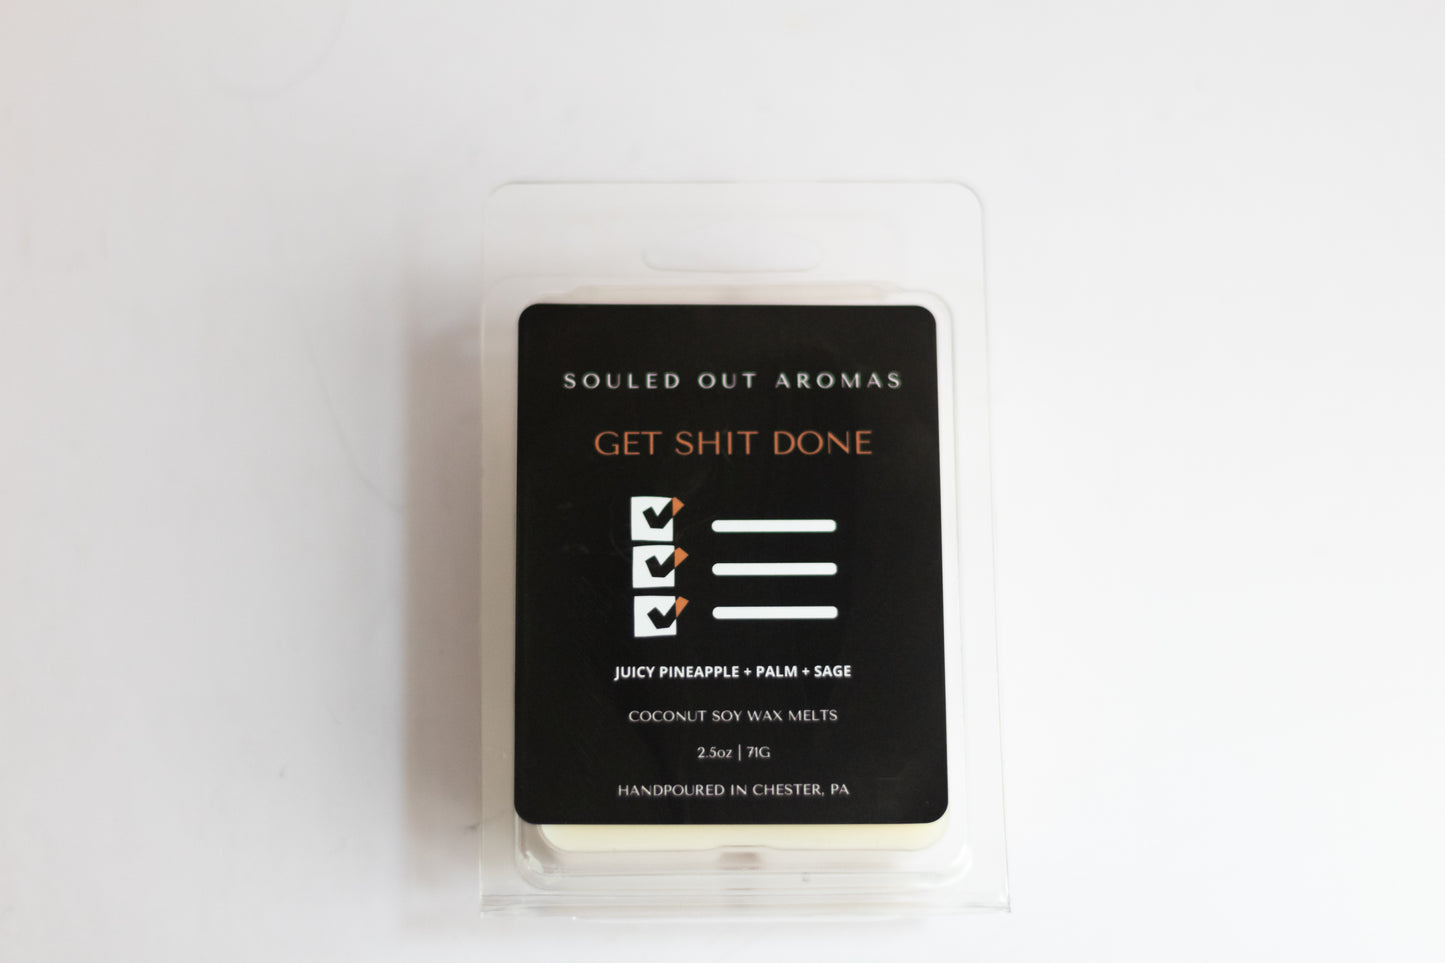 SOULED OUT AROMAS
GET SHIT DONE
JUICY PINEAPPLE + PALM + SAGE
COCONUT SOY WAX MELTS
2.5oz | 71G
HANDPOURED IN CHESTER, PA